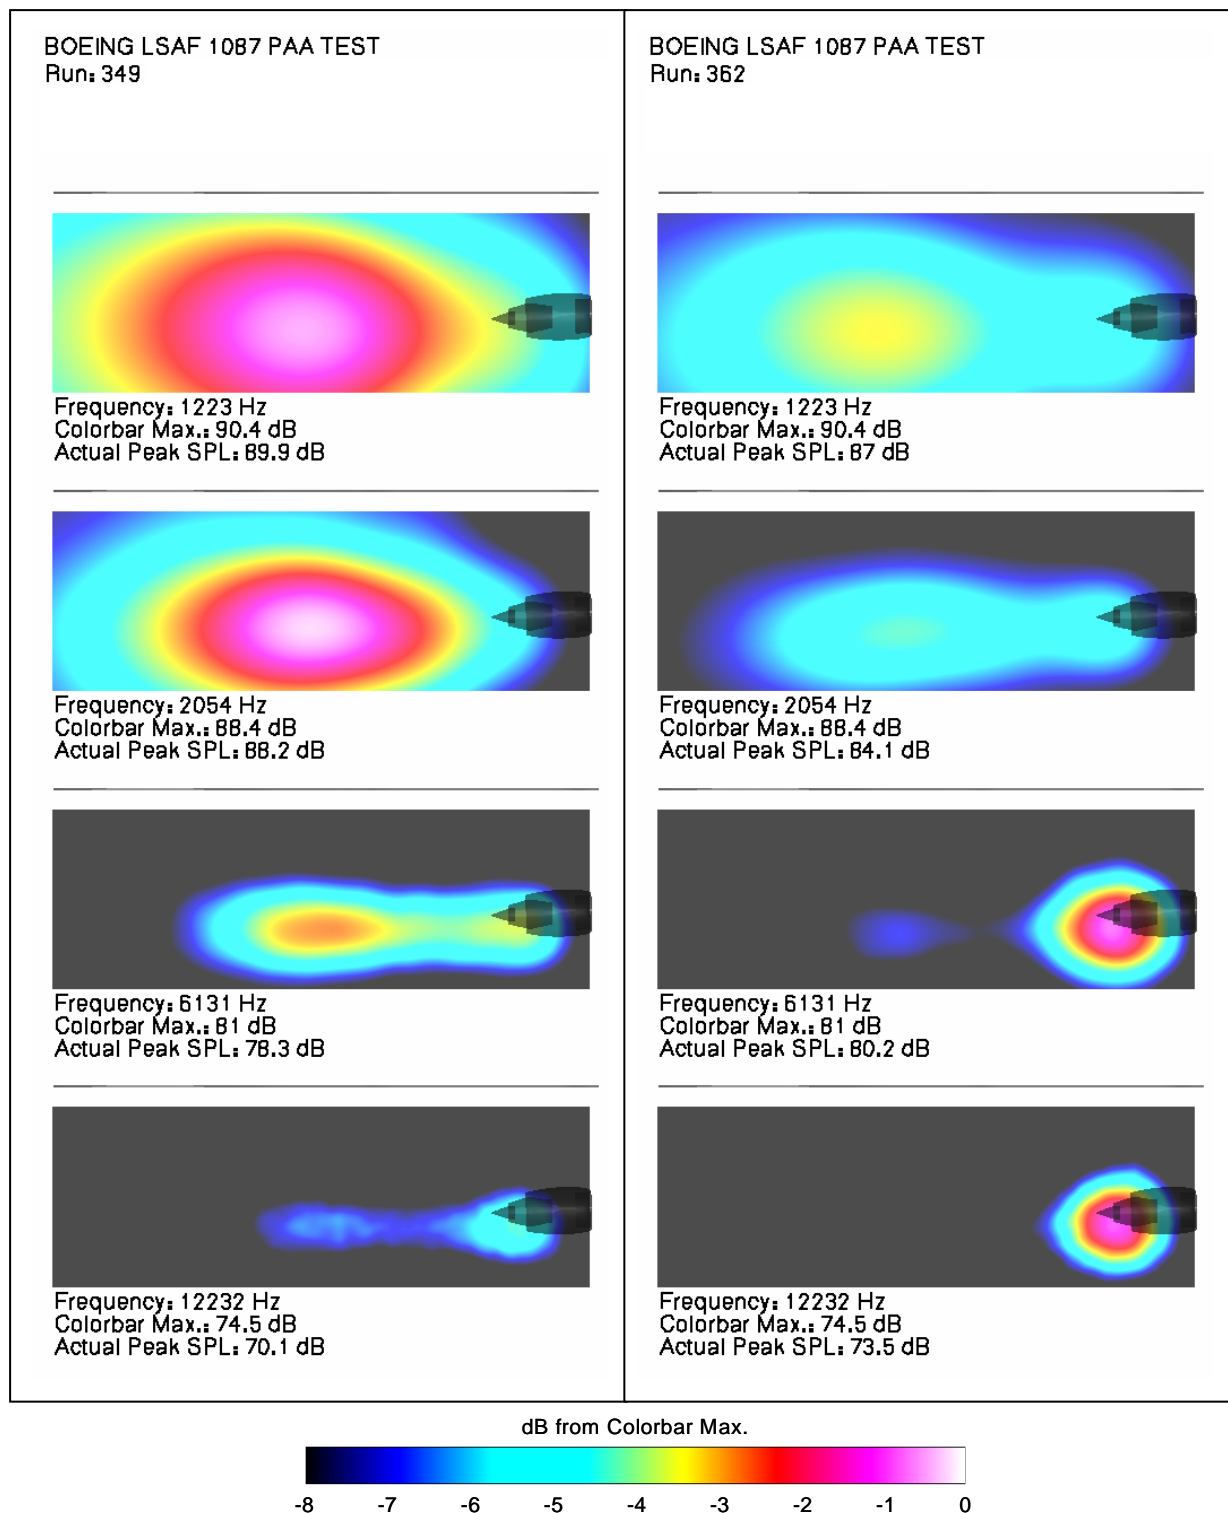 BOEING LSAF 1087 PAA TEST
Run: 349
Frequency: 1223 Hz
Colorbar Max.: 90.4 dB
Actual Peak SPL: 89.9 dB
Frequency: 2054 Hz
Colorbar Max.: 88.4 dB
Actual Peak SPL: 88.2 dB
Frequency: 6131 Hz
Colorbar Max.: 81 dB
Actual Peak SPL: 78.3 dB
Frequency: 12232 Hz
Colorbar Max.: 74.5 dB
Actual Peak SPL: 70.1 dB
BOEING LSAF 1087 PAA TEST
Run: 362
Frequency: 1223 Hz
Colorbar Max.: 90.4 dB
Actual Peak SPL: 87 dB
Frequency: 2054 Hz
Colorbar Max.: 88.4 dB
Actual Peak SPL: 84.1 dB
Frequency: 6131 Hz
Colorbar Max.: 81 dB
Actual Peak SPL: 80.2 dB
Frequency: 12232 Hz
Colorbar Max.: 74.5 dB
Actual Peak SPL: 73.5 dB
dB from Colorbar Max.
-8 -7 -6 -5 -4 -3 -2 -1 0